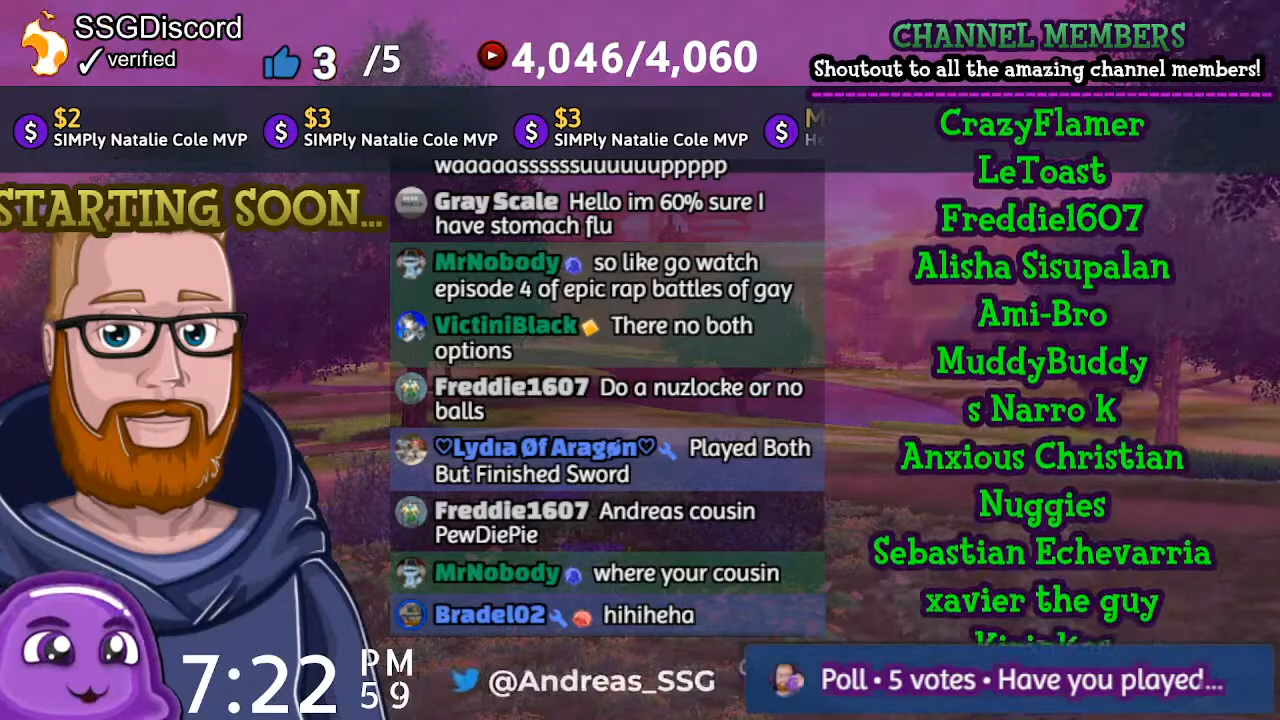 SSGDiscord
✓ verified
3 /5
4,046/4,060
CHANNEL MEMBERS
Shoutout to all the amazing channel members!
$2
SIMPly Natalie Cole MVP
$3
SIMPly Natalie Cole MVP
$3
SIMPly Natalie Cole MVP
STARTING SOON...
waaaaassssssuuuuuuppppp
Gray Scale Hello im 60% sure I
have stomach flu
MrNobody so like go watch
episode 4 of epic rap battles of gay
VictiniBlack There no both
options
Freddie1607 Do a nuzlocke or no
balls
♡Lydıa Øf Aragøn♡ Played Both
But Finished Sword
Freddie1607 Andreas cousin
PewDiePie
MrNobody where your cousin
Bradel02 hihiheha
CrazyFlamer
LeToast
Freddie1607
Alisha Sisupalan
Ami-Bro
MuddyBuddy
s Narro k
Anxious Christian
Nuggies
Sebastian Echevarria
xavier the guy
7:22 PM 59
@Andreas_SSG
Poll • 5 votes • Have you played...